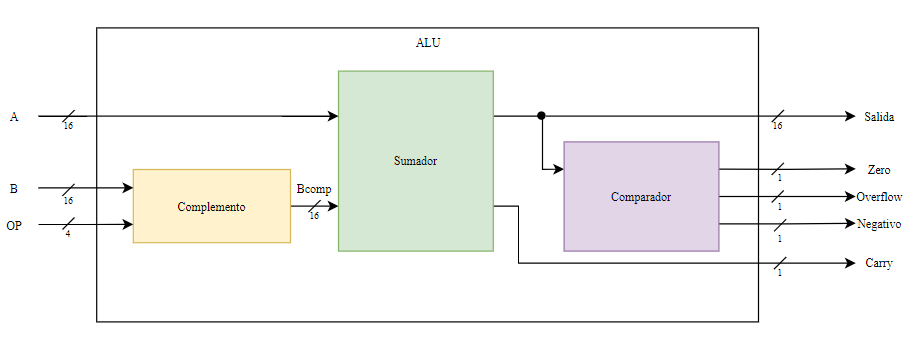 ALU
A
16
16
Salida
Sumador
Zero
1
B
16
Bcomp
16
Complemento
Comparador
1
Overflow
OP
4
1
Negativo
1
Carry